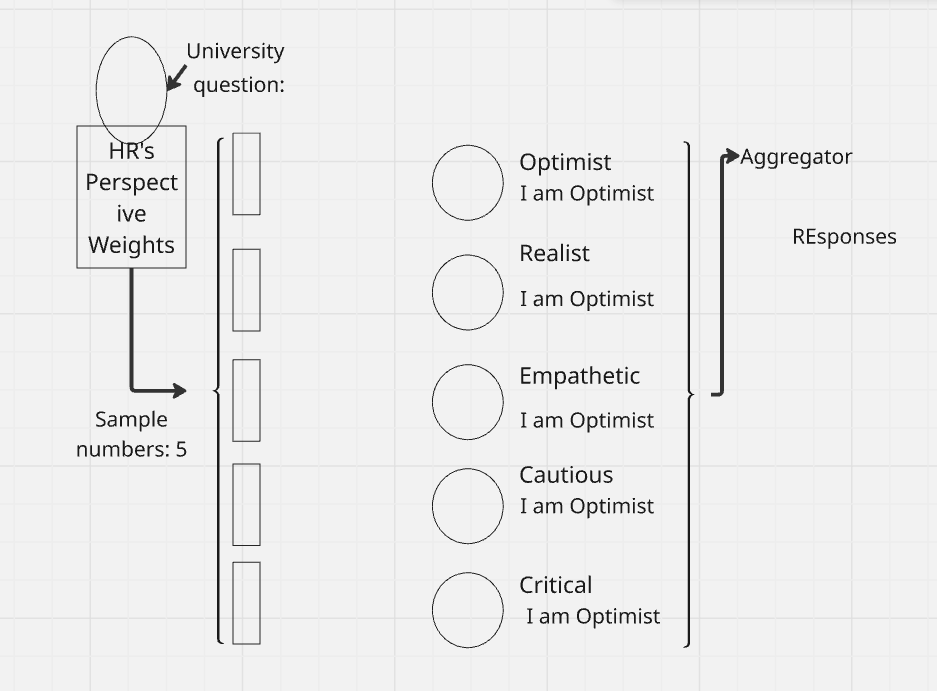 University
question:
HR's
Perspect
ive
Weights
Sample
numbers: 5
Optimist
I am Optimist
Realist
I am Optimist
Empathetic
I am Optimist
Cautious
I am Optimist
Critical
I am Optimist
Aggregator
REsponses